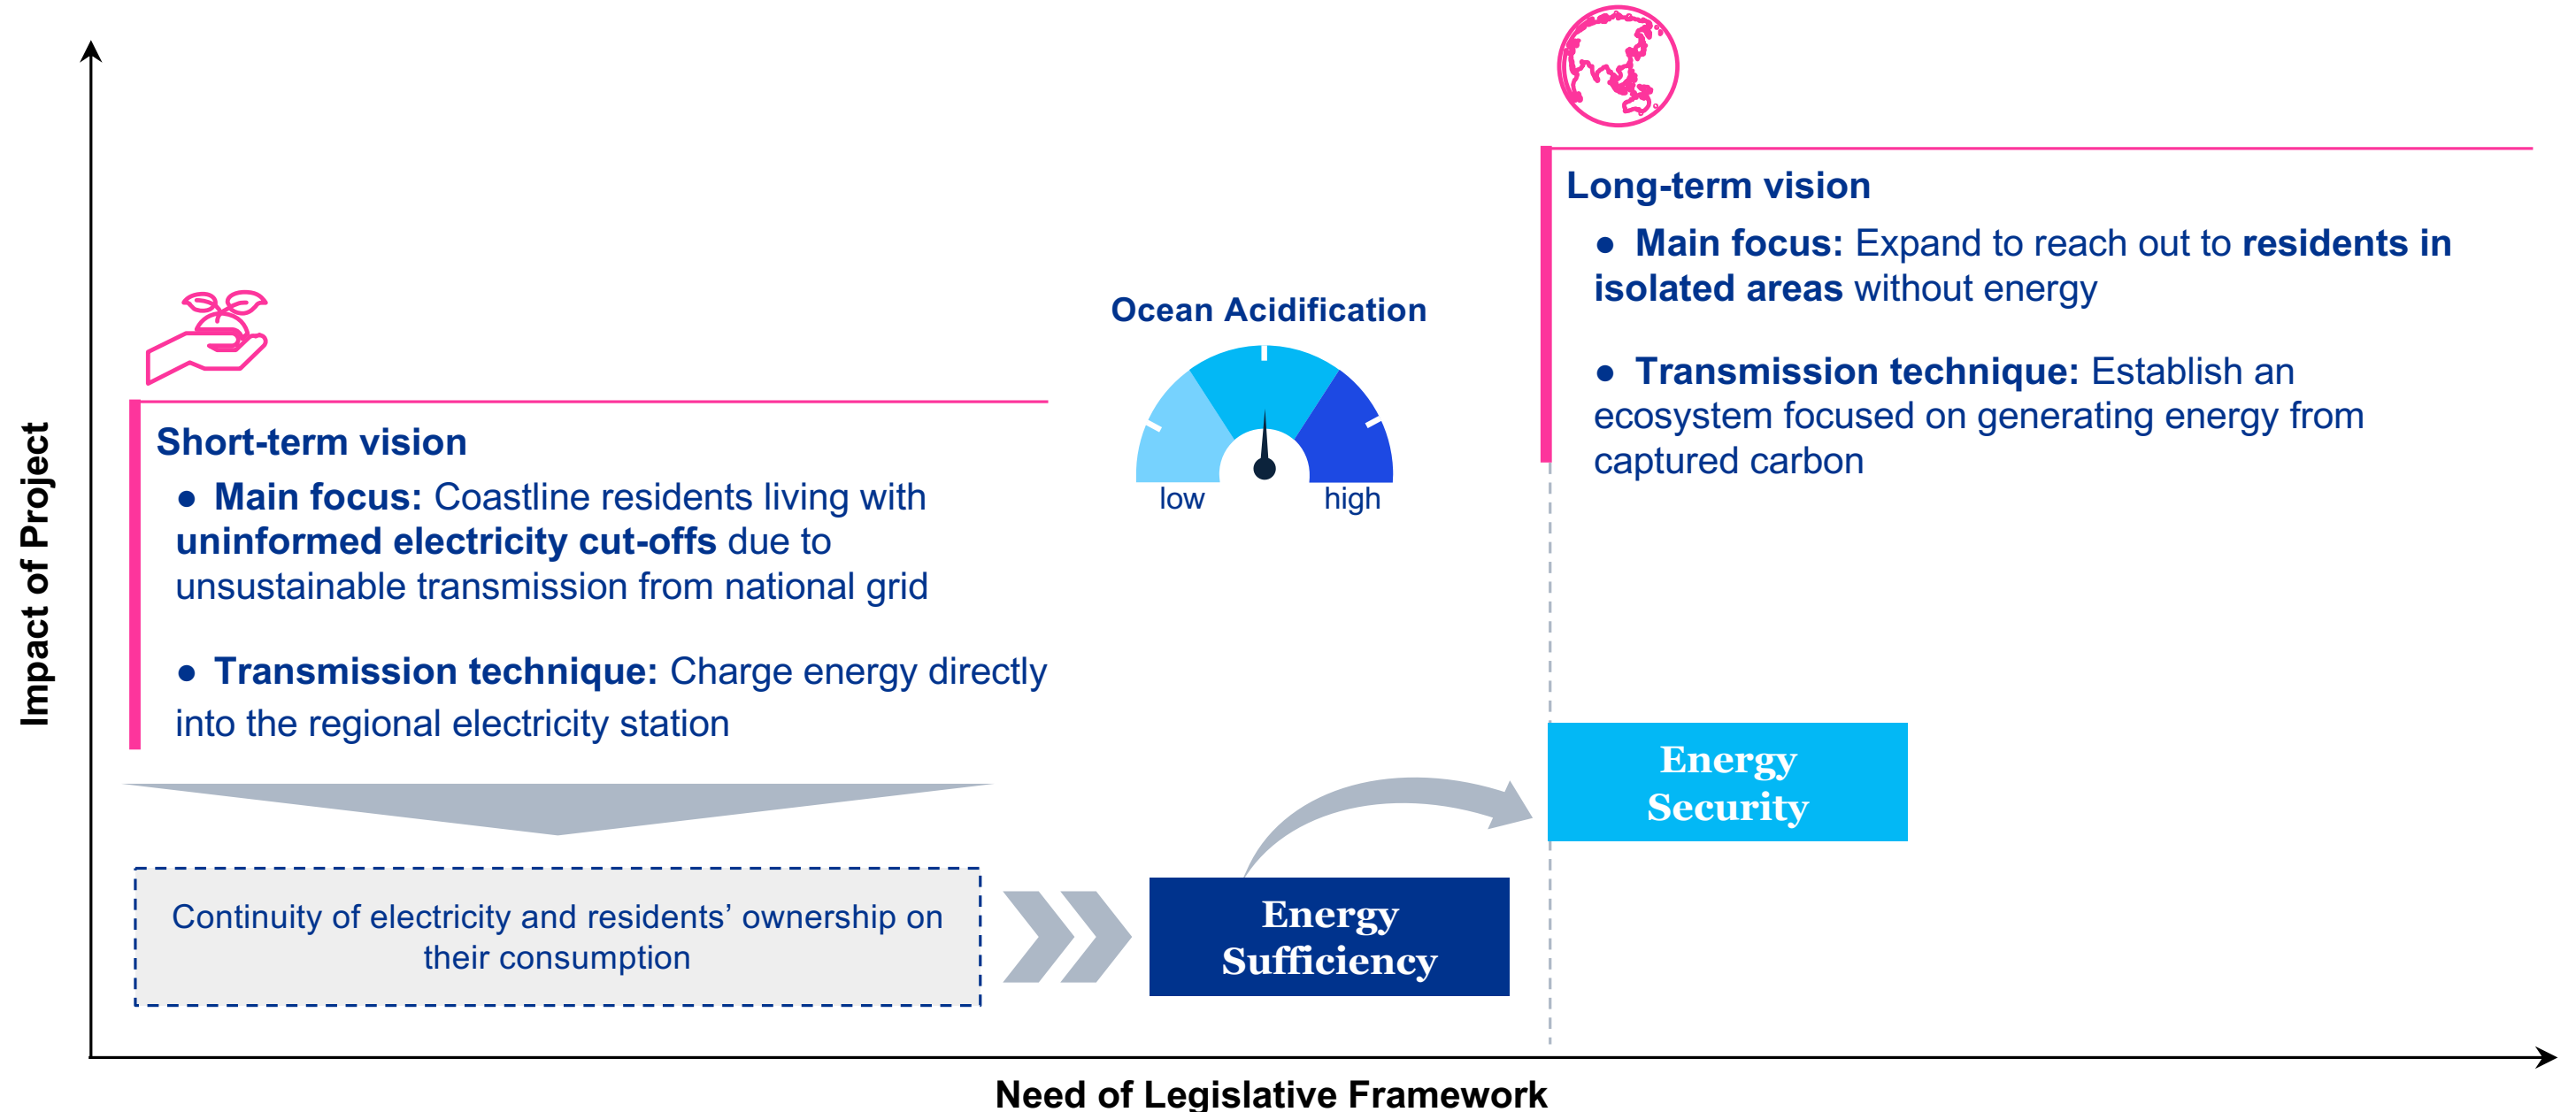 Impact of Project
Short-term vision
● Main focus: Coastline residents living with
uninformed electricity cut-offs due to
unsustainable transmission from national grid
● Transmission technique: Charge energy directly
into the regional electricity station
Continuity of electricity and residents’ ownership on
their consumption
Ocean Acidification
low
high
Energy
Sufficiency
Long-term vision
● Main focus: Expand to reach out to residents in
isolated areas without energy
● Transmission technique: Establish an
ecosystem focused on generating energy from
captured carbon
Energy
Security
Need of Legislative Framework